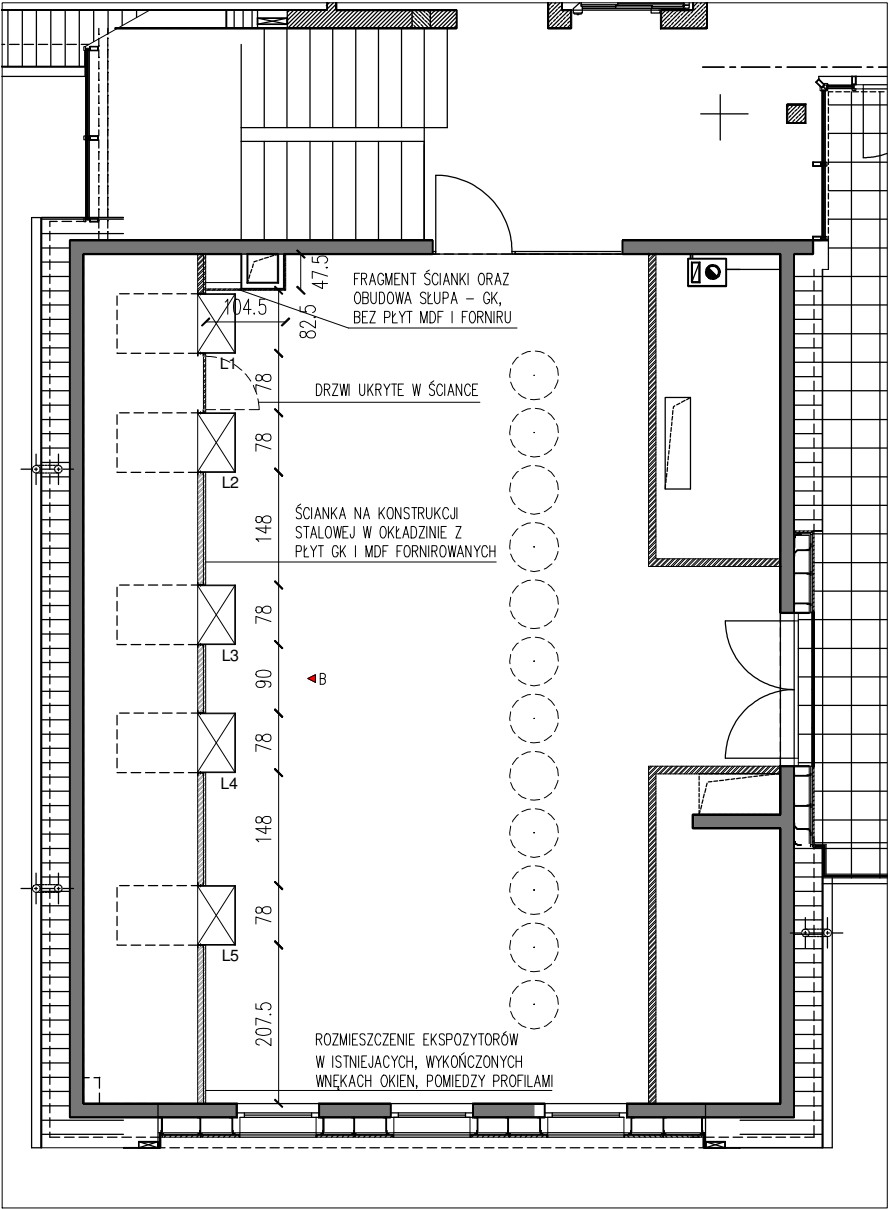 47.5
FRAGMENT ŚCIANKI ORAZ
OBUDOWA SŁUPA – GK,
BEZ PŁYT MDF I FORNIRU
104.5
82.5
L1
78
DRZWI UKRYTE W ŚCIANCE
78
L2
148
ŚCIANKA NA KONSTRUKCJI
STALOWEJ W OKŁADZINIE Z
PŁYT GK I MDF FORNIROWANYCH
78
L3
90
B
78
L4
148
78
L5
207.5
ROZMIESZCZENIE EKSPOZYTORÓW
W ISTNIEJACYCH, WYKOŃCZONYCH
WNĘKACH OKIEN, POMIEDZY PROFILAMI